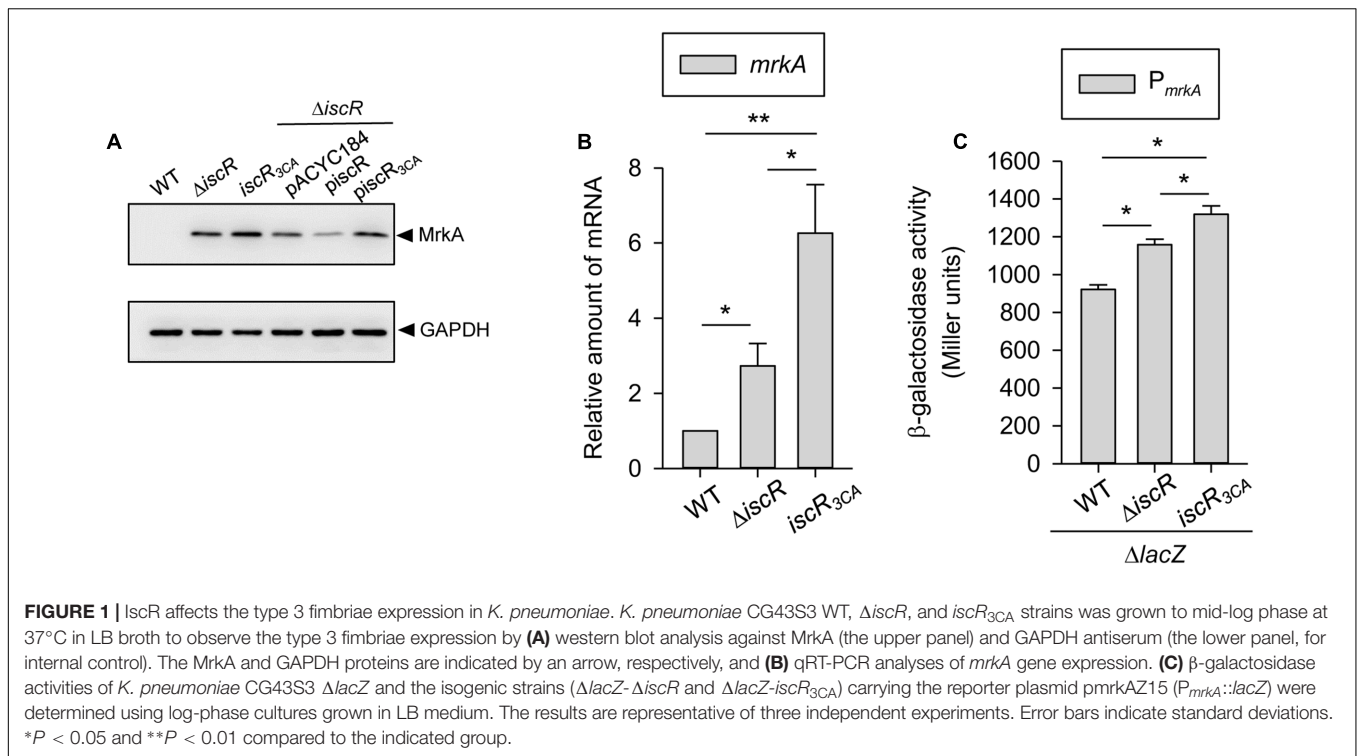 A
ΔiscR
WT
ΔiscR
iscR3CA
pACYC184
piscR
piscR3CA
MrkA
GAPDH
mrkA
B
Relative amount of mRNA
**
*
*
8
6
4
2
0
WT
ΔiscR
iscR3CA
PmrkA
C
β-galactosidase activity
(Miller units)
*
*
*
1600
1400
1200
1000
800
600
400
200
0
WT
ΔiscR
iscR3CA
ΔlacZ
FIGURE 1 | IscR affects the type 3 fimbriae expression in K. pneumoniae. K. pneumoniae CG43S3 WT, ΔiscR, and iscR3CA strains was grown to mid-log phase at
37°C in LB broth to observe the type 3 fimbriae expression by (A) western blot analysis against MrkA (the upper panel) and GAPDH antiserum (the lower panel, for
internal control). The MrkA and GAPDH proteins are indicated by an arrow, respectively, and (B) qRT-PCR analyses of mrkA gene expression. (C) β-galactosidase
activities of K. pneumoniae CG43S3 ΔlacZ and the isogenic strains (ΔlacZ-ΔiscR and ΔlacZ-iscR3CA) carrying the reporter plasmid pmrkAZ15 (PmrkA::lacZ) were
determined using log-phase cultures grown in LB medium. The results are representative of three independent experiments. Error bars indicate standard deviations.
*P < 0.05 and **P < 0.01 compared to the indicated group.